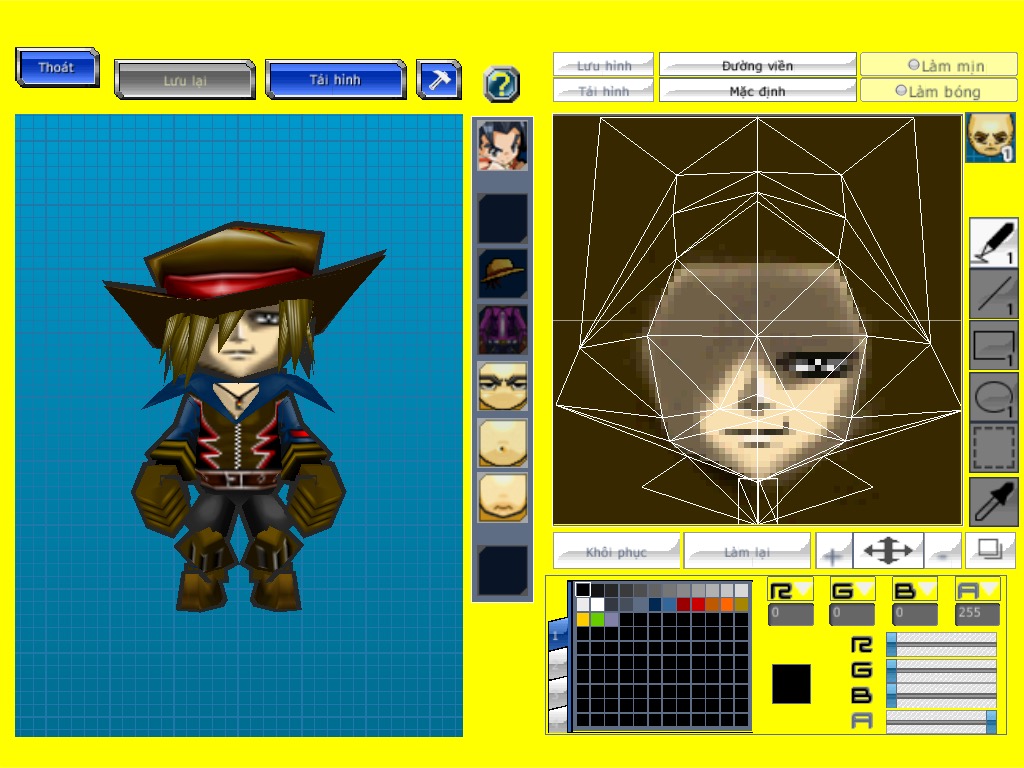 Thoát
Lưu lại
Tải hình
?
Lưu hình
Đường viền
Làm mịn
Tải hình
Mặc định
Làm bóng
1
1
1
1
1
Khôi phục
Làm lại
+
-
R
G
B
A
0
0
0
255
1
R
G
B
A